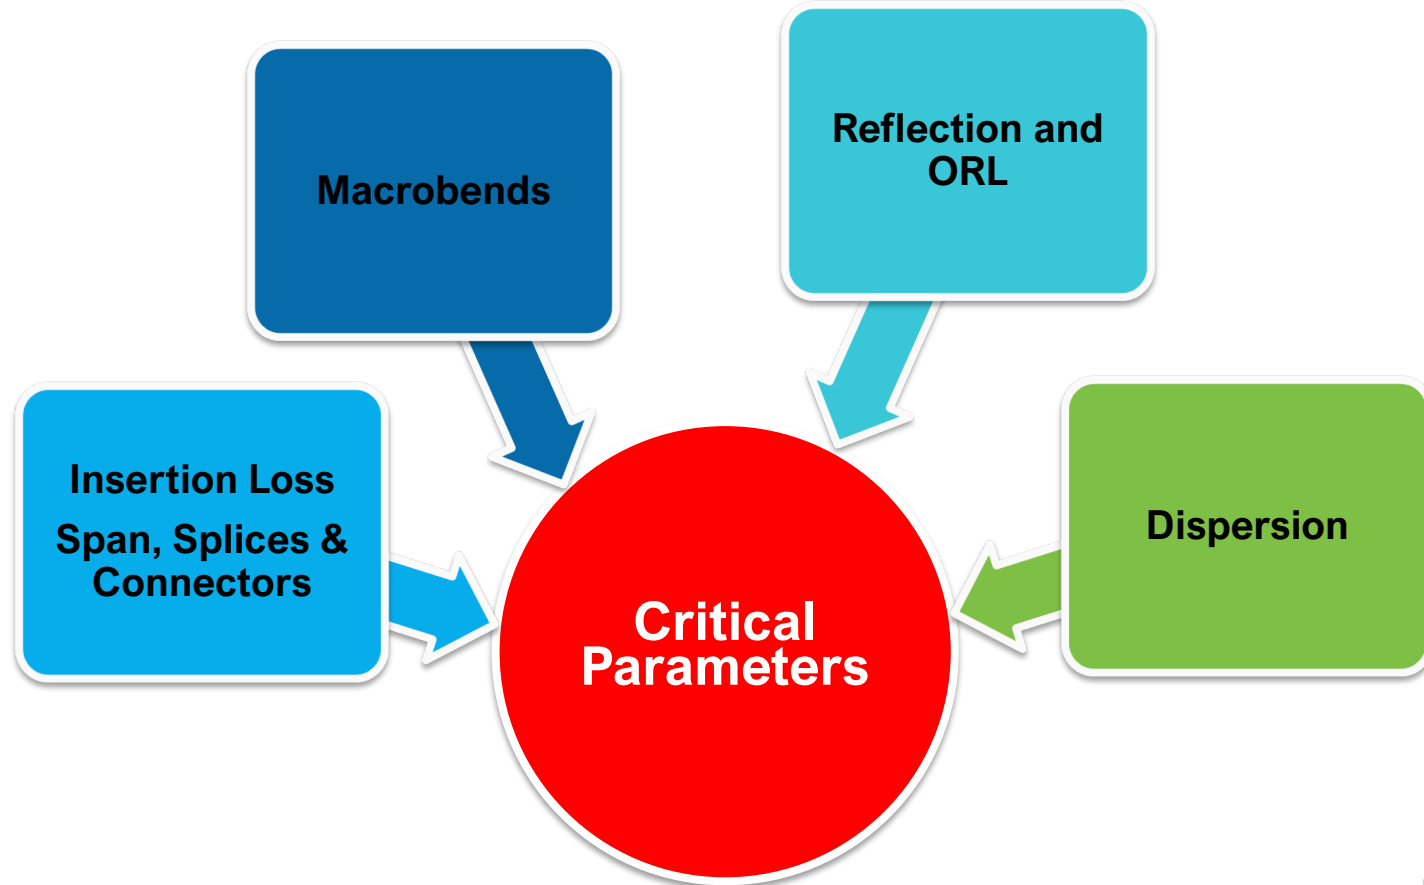 Macrobends
Reflection and
ORL
Insertion Loss
Span, Splices &
Connectors
Dispersion
Critical
Parameters